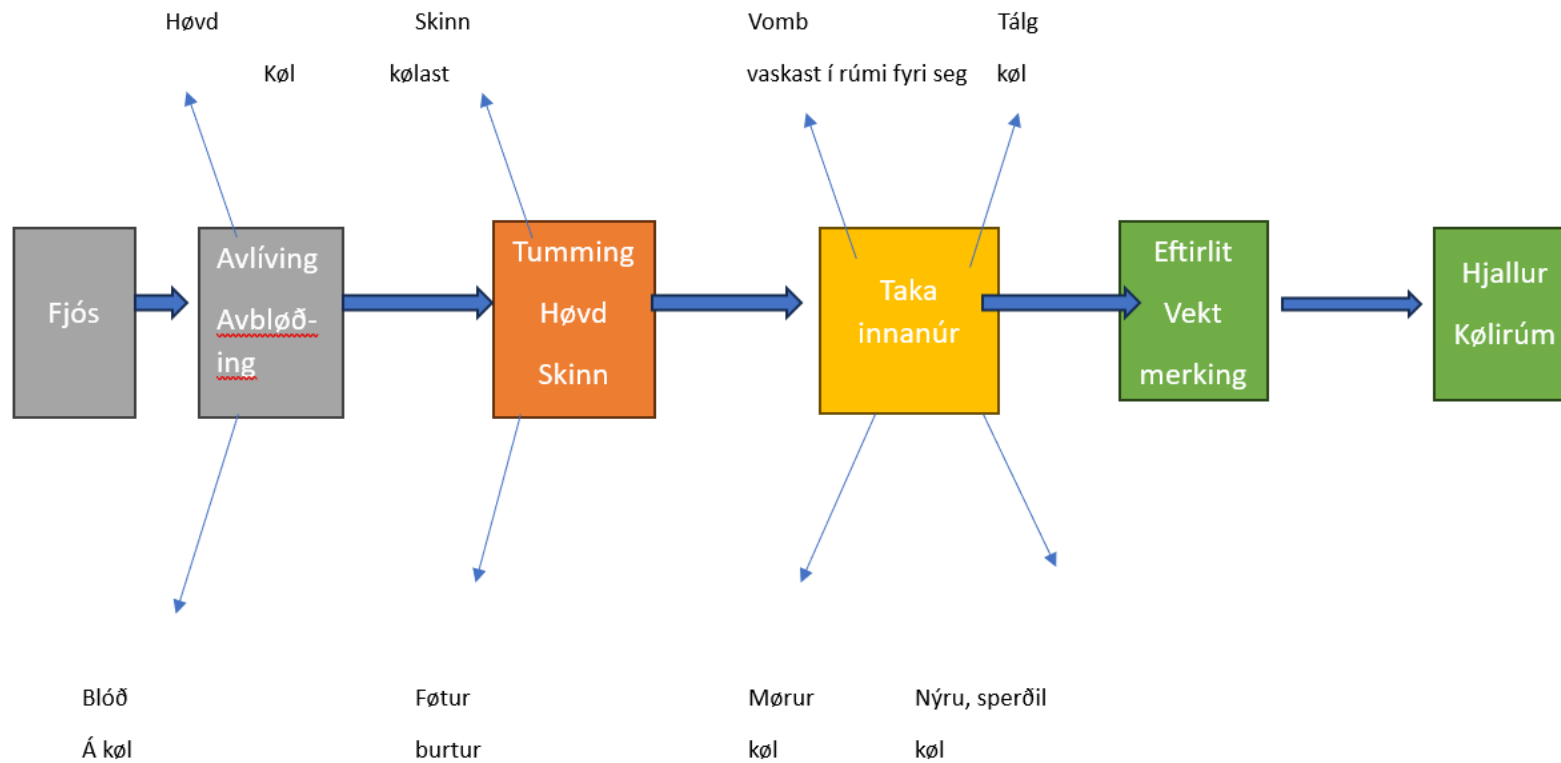 Høvd
Skinn
Vomb
Tálg
Køl
kølast
vaskast í rúmi fyri seg
køl
Fjós
Avlíving
Avbløð-
ing
Tumming
Høvd
Skinn
Taka
innanúr
Eftirlit
Vekt
merking
Hjallur
Kølirúm
Blóð
Føtur
Mørur
Nýru, sperðil
Á køl
burtur
køl
køl